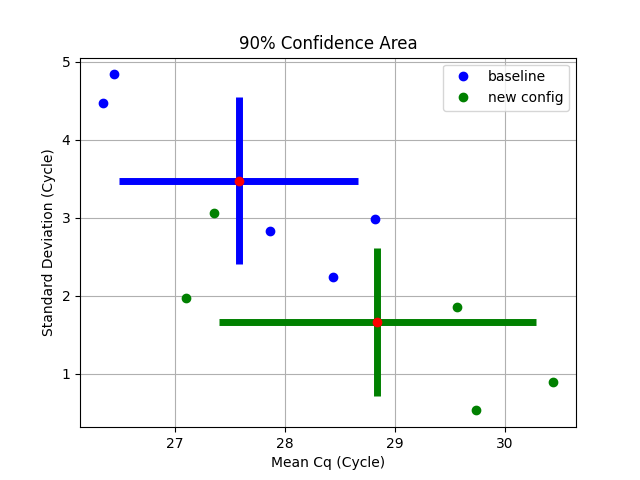 90% Confidence Area
baseline
new config
5
4
3
2
1
Standard Deviation (Cycle)
27 28 29 30
Mean Cq (Cycle)